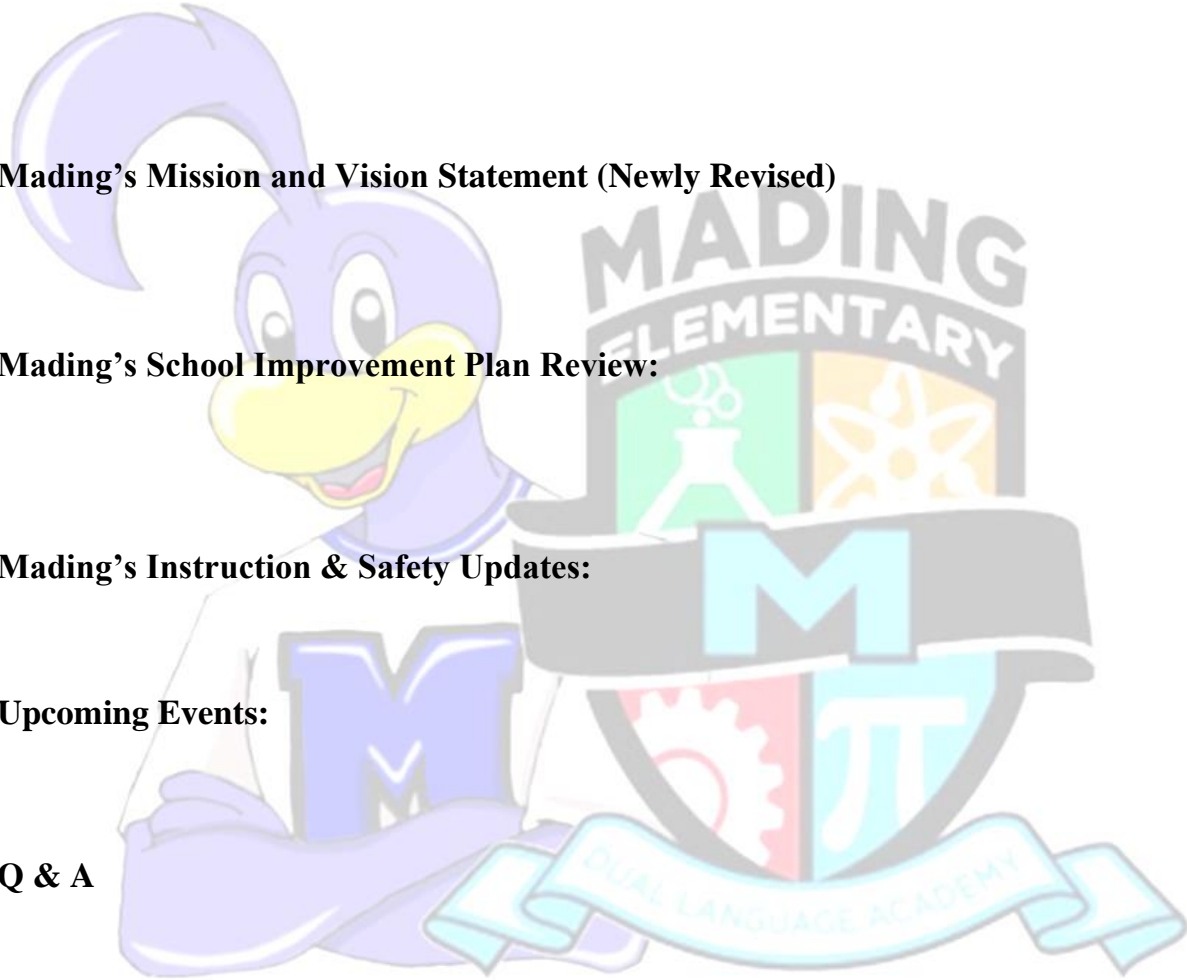 Mading’s Mission and Vision Statement (Newly Revised)
MADING
ELEMENTARY
Mading’s School Improvement Plan Review:
Mading’s Instruction & Safety Updates:
M
M
Upcoming Events:
π
Q & A
DUAL LANGUAGE ACADEMY